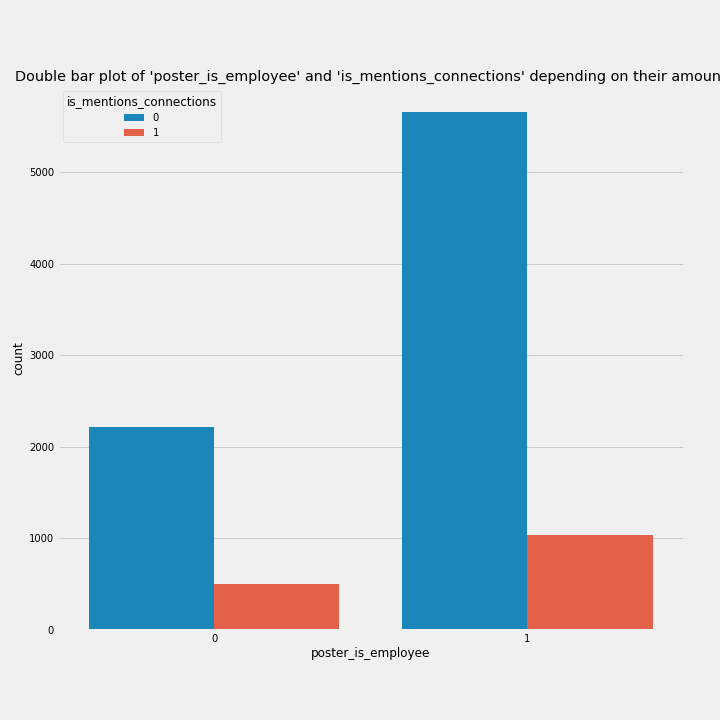 Double bar plot of 'poster_is_employee' and 'is_mentions_connections' depending on their amoun
is_mentions_connections
0
1
5000
4000
3000
2000
1000
0
count
0 1
poster_is_employee